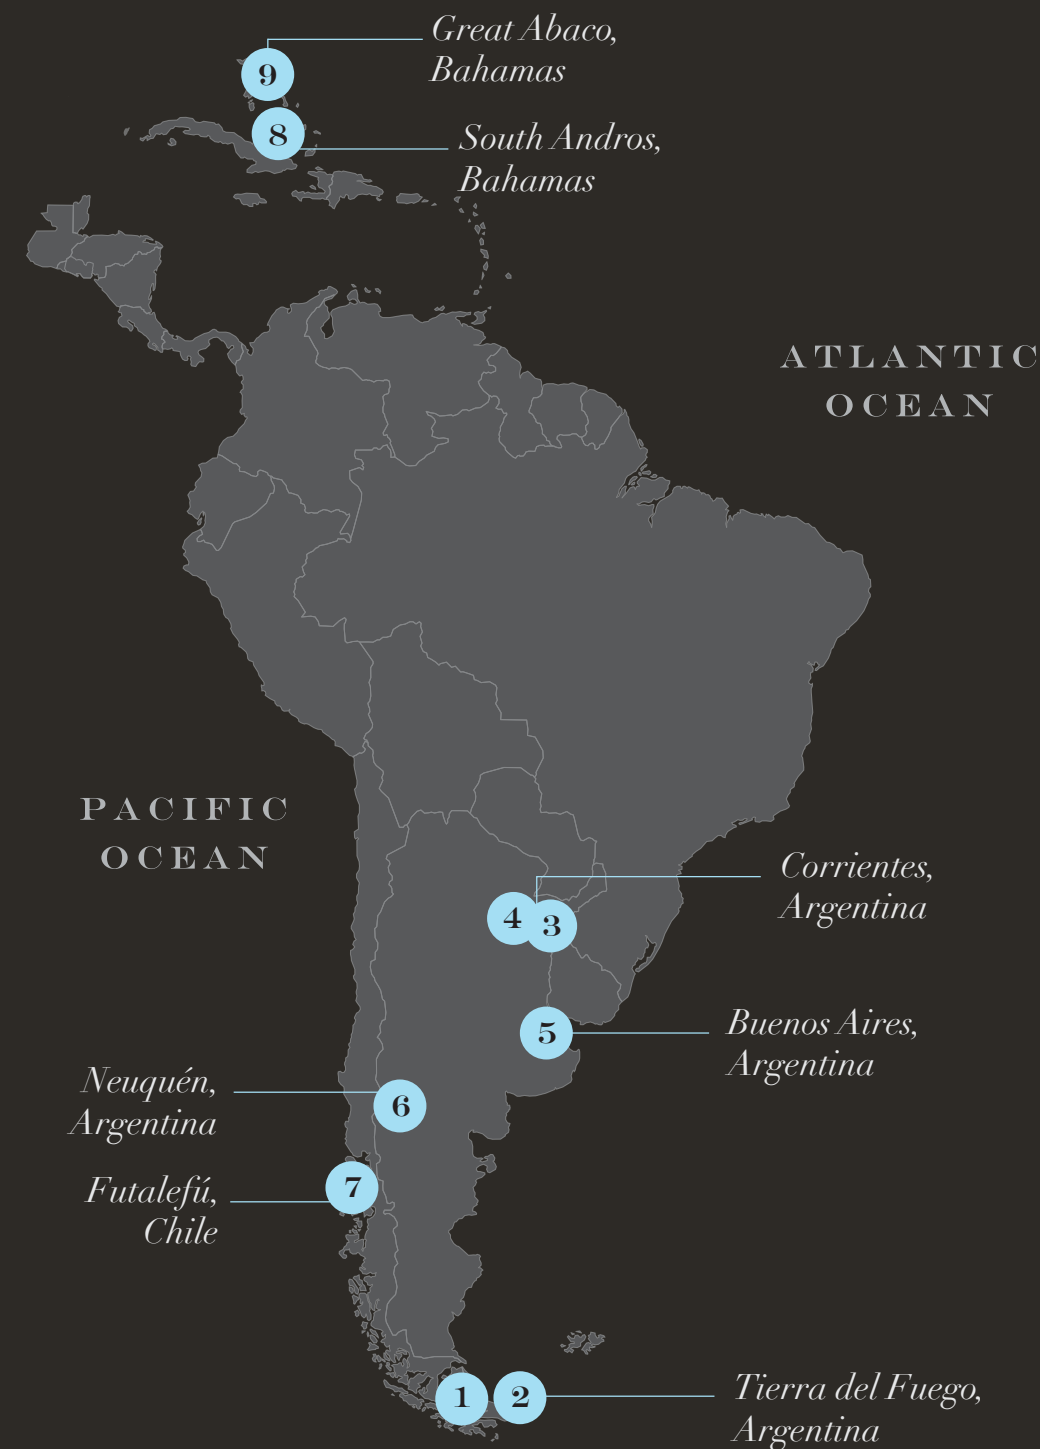 Great Abaco,
Bahamas
9
8
South Andros,
Bahamas
ATLANTIC
OCEAN
PACIFIC
OCEAN
Corrientes,
Argentina
4
3
Buenos Aires,
Argentina
5
Neuquén,
Argentina
6
Futalefú,
Chile
7
Tierra del Fuego,
Argentina
1
2